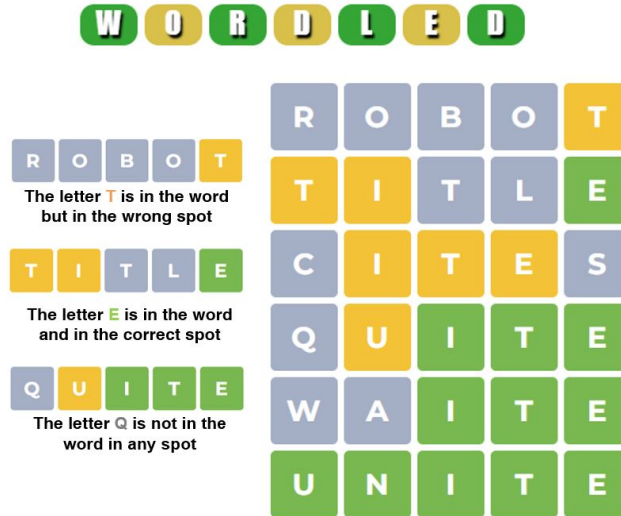 WORDLED
ROBOT
The letter T is in the word
but in the wrong spot
TITLE
The letter E is in the word
and in the correct spot
QUITE
The letter Q is not in the
word in any spot
ROBOT
TITLE
CITES
QUITE
WAITE
UNITE